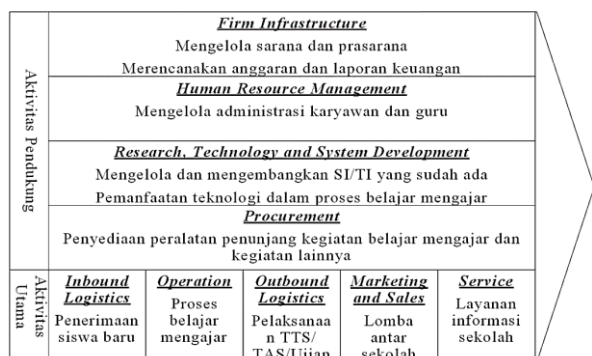 Aktivitas Pendukung
Firm Infrastructure
Mengelola sarana dan prasarana
Merencanakan anggaran dan laporan keuangan
Human Resource Management
Mengelola administrasi karyawan dan guru
Research, Technology and System Development
Mengelola dan mengembangkan SI/TI yang sudah ada
Pemanfaatan teknologi dalam proses belajar mengajar
Procurement
Penyediaan peralatan penunjang kegiatan belajar mengajar dan
kegiatan lainnya
Aktivitas
Utama
Inbound
Logistics
Penerimaan
siswa baru
Operation
Proses
belajar
mengajar
Outbound
Logistics
Pelaksanaa
n TTS/
TAS/Ujian
Marketing
and Sales
Lomba
antar
sekolah
Service
Layanan
informasi
sekolah